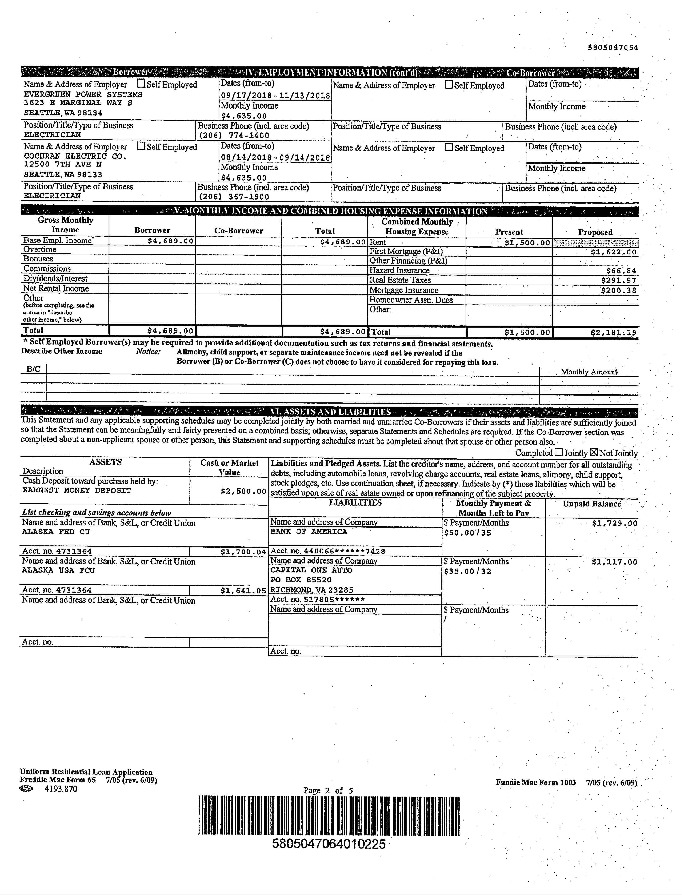 5805047064
Borrower IV. EMPLOYMENT INFORMATION (cont'd) Co-Borrower
Name & Address of Employer Self Employed Dates (from-to) Name & Address of Employer Self Employed Dates (from-to)
EVERGREEN POWER SYSTEMS 09/17/2018-11/13/2018
3623 E MARGINAL WAY S Monthly Income Monthly Income
SEATTLE, WA 98134 $4,635.00
Position/Title/Type of Business Business Phone (incl. area code) Position/Title/Type of Business Business Phone (incl. area code)
ELECTRICIAN (206) 774-1600
Name & Address of Employer Self Employed Dates (from-to) Name & Address of Employer Self Employed Dates (from-to)
COCHRAN ELECTRIC CO. 08/14/2018-09/14/2018
12500 7TH AVE N Monthly Income Monthly Income
SEATTLE, WA 98133 $4,635.00
Position/Title/Type of Business Business Phone (incl. area code) Position/Title/Type of Business Business Phone (incl. area code)
ELECTRICIAN (206) 367-1900
V. MONTHLY INCOME AND COMBINED HOUSING EXPENSE INFORMATION
Gross Monthly Income Borrower Co-Borrower Total Combined Monthly Housing Expense Present Proposed
Base Empl. Income* $4,689.00 $4,689.00 Rent $1,500.00
Overtime First Mortgage (P&I) $1,622.00
Bonuses Other Financing (P&I)
Commissions Hazard Insurance $66.84
Dividends/Interest Real Estate Taxes $291.97
Net Rental Income Mortgage Insurance $200.38
Other Homeowner Assn. Dues
(before completing, see the Other:
notice in "describe
other income," below)
Total $4,689.00 $4,689.00 Total $1,500.00 $2,181.19
* Self Employed Borrower(s) may be required to provide additional documentation such as tax returns and financial statements.
Describe Other Income Notice: Alimony, child support, or separate maintenance income need not be revealed if the
Borrower (B) or Co-Borrower (C) does not choose to have it considered for repaying this loan.
B/C Monthly Amount
VI. ASSETS AND LIABILITIES
This Statement and any applicable supporting schedules may be completed jointly by both married and unmarried Co-Borrowers if their assets and liabilities are sufficiently joined
so that the Statement can be meaningfully and fairly presented on a combined basis; otherwise, separate Statements and Schedules are required. If the Co-Borrower section was
completed about a non-applicant spouse or other person, this Statement and supporting schedules must be completed about that spouse or other person also.
Completed Jointly Not Jointly
ASSETS Cash or Market Value Liabilities and Pledged Assets. List the creditor's name, address, and account number for all outstanding
Description debts, including automobile loans, revolving charge accounts, real estate loans, alimony, child support,
Cash Deposit toward purchase held by: stock pledges, etc. Use continuation sheet, if necessary. Indicate by (*) those liabilities which will be
EARNEST MONEY DEPOSIT $2,500.00 satisfied upon sale of real estate owned or upon refinancing of the subject property.
LIABILITIES Monthly Payment & Months Left to Pay Unpaid Balance
List checking and savings accounts below
Name and address of Bank, S&L, or Credit Union Name and address of Company $ Payment/Months $1,729.00
ALASKA FED CU BANK OF AMERICA $50.00/35
Acct. no. 4731364 $1,700.04 Acct. no. 440066******7428
Name and address of Bank, S&L, or Credit Union Name and address of Company $ Payment/Months $1,117.00
ALASKA USA FCU CAPITAL ONE AUTO $35.00/32
PO BOX 85520
Acct. no. 4731364 $1,641.05 RICHMOND, VA 23285
Name and address of Bank, S&L, or Credit Union Acct. no. 517805******
Name and address of Company $ Payment/Months
/
Acct. no. Acct. no.
Uniform Residential Loan Application
Freddie Mac Form 65 7/05 (rev. 6/09) Fannie Mae Form 1003 7/05 (rev. 6/09)
4193.870 Page 2 of 5
5805047064010225